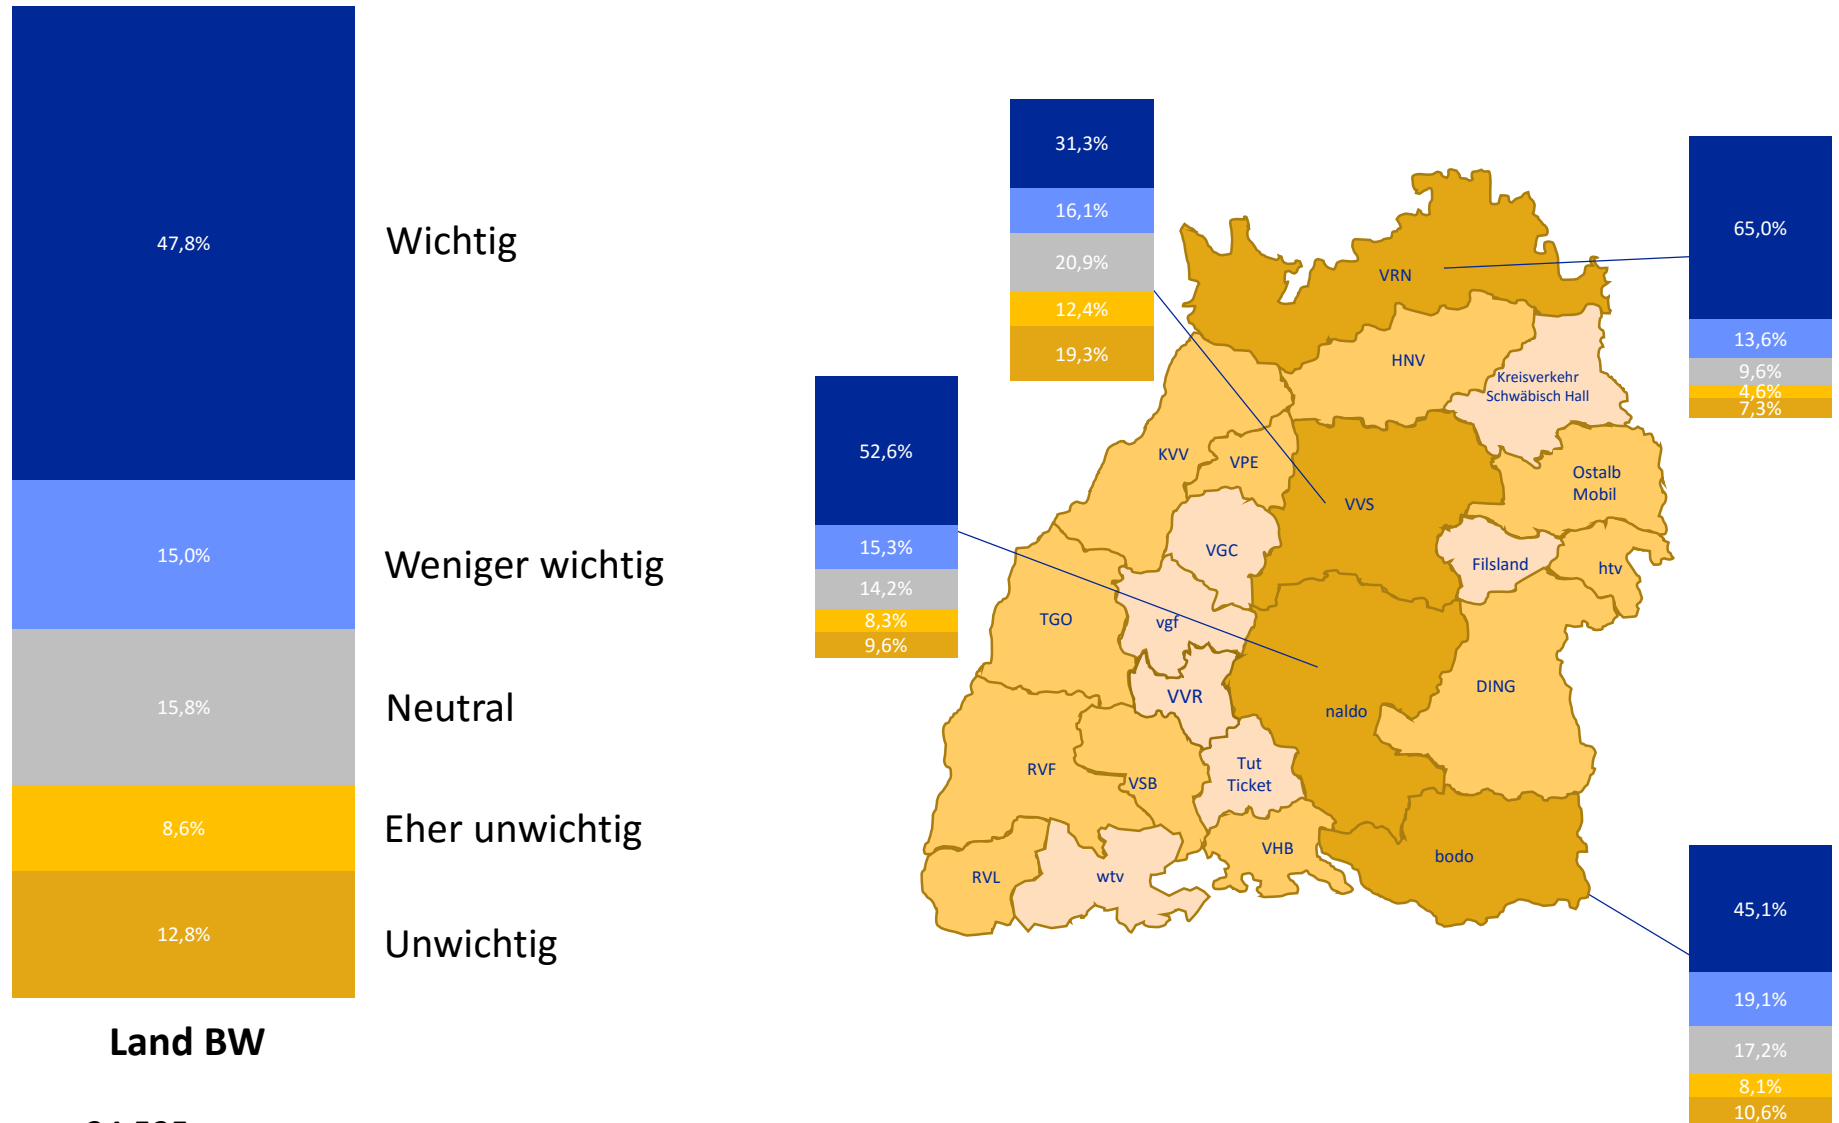 47,8%
Wichtig
15,0%
Weniger wichtig
15,8%
Neutral
8,6%
Eher unwichtig
12,8%
Unwichtig
Land BW
31,3%
16,1%
20,9%
12,4%
19,3%
52,6%
15,3%
14,2%
8,3%
9,6%
65,0%
13,6%
9,6%
4,6%
7,3%
45,1%
19,1%
17,2%
8,1%
10,6%
VRN
HNV
Kreisverkehr
Schwäbisch Hall
KVV
VPE
Ostalb
Mobil
VVS
VGC
Filsland
htv
TGO
vgf
DING
VVR
naldo
RVF
VSB
Tut
Ticket
VHB
bodo
RVL
wtv